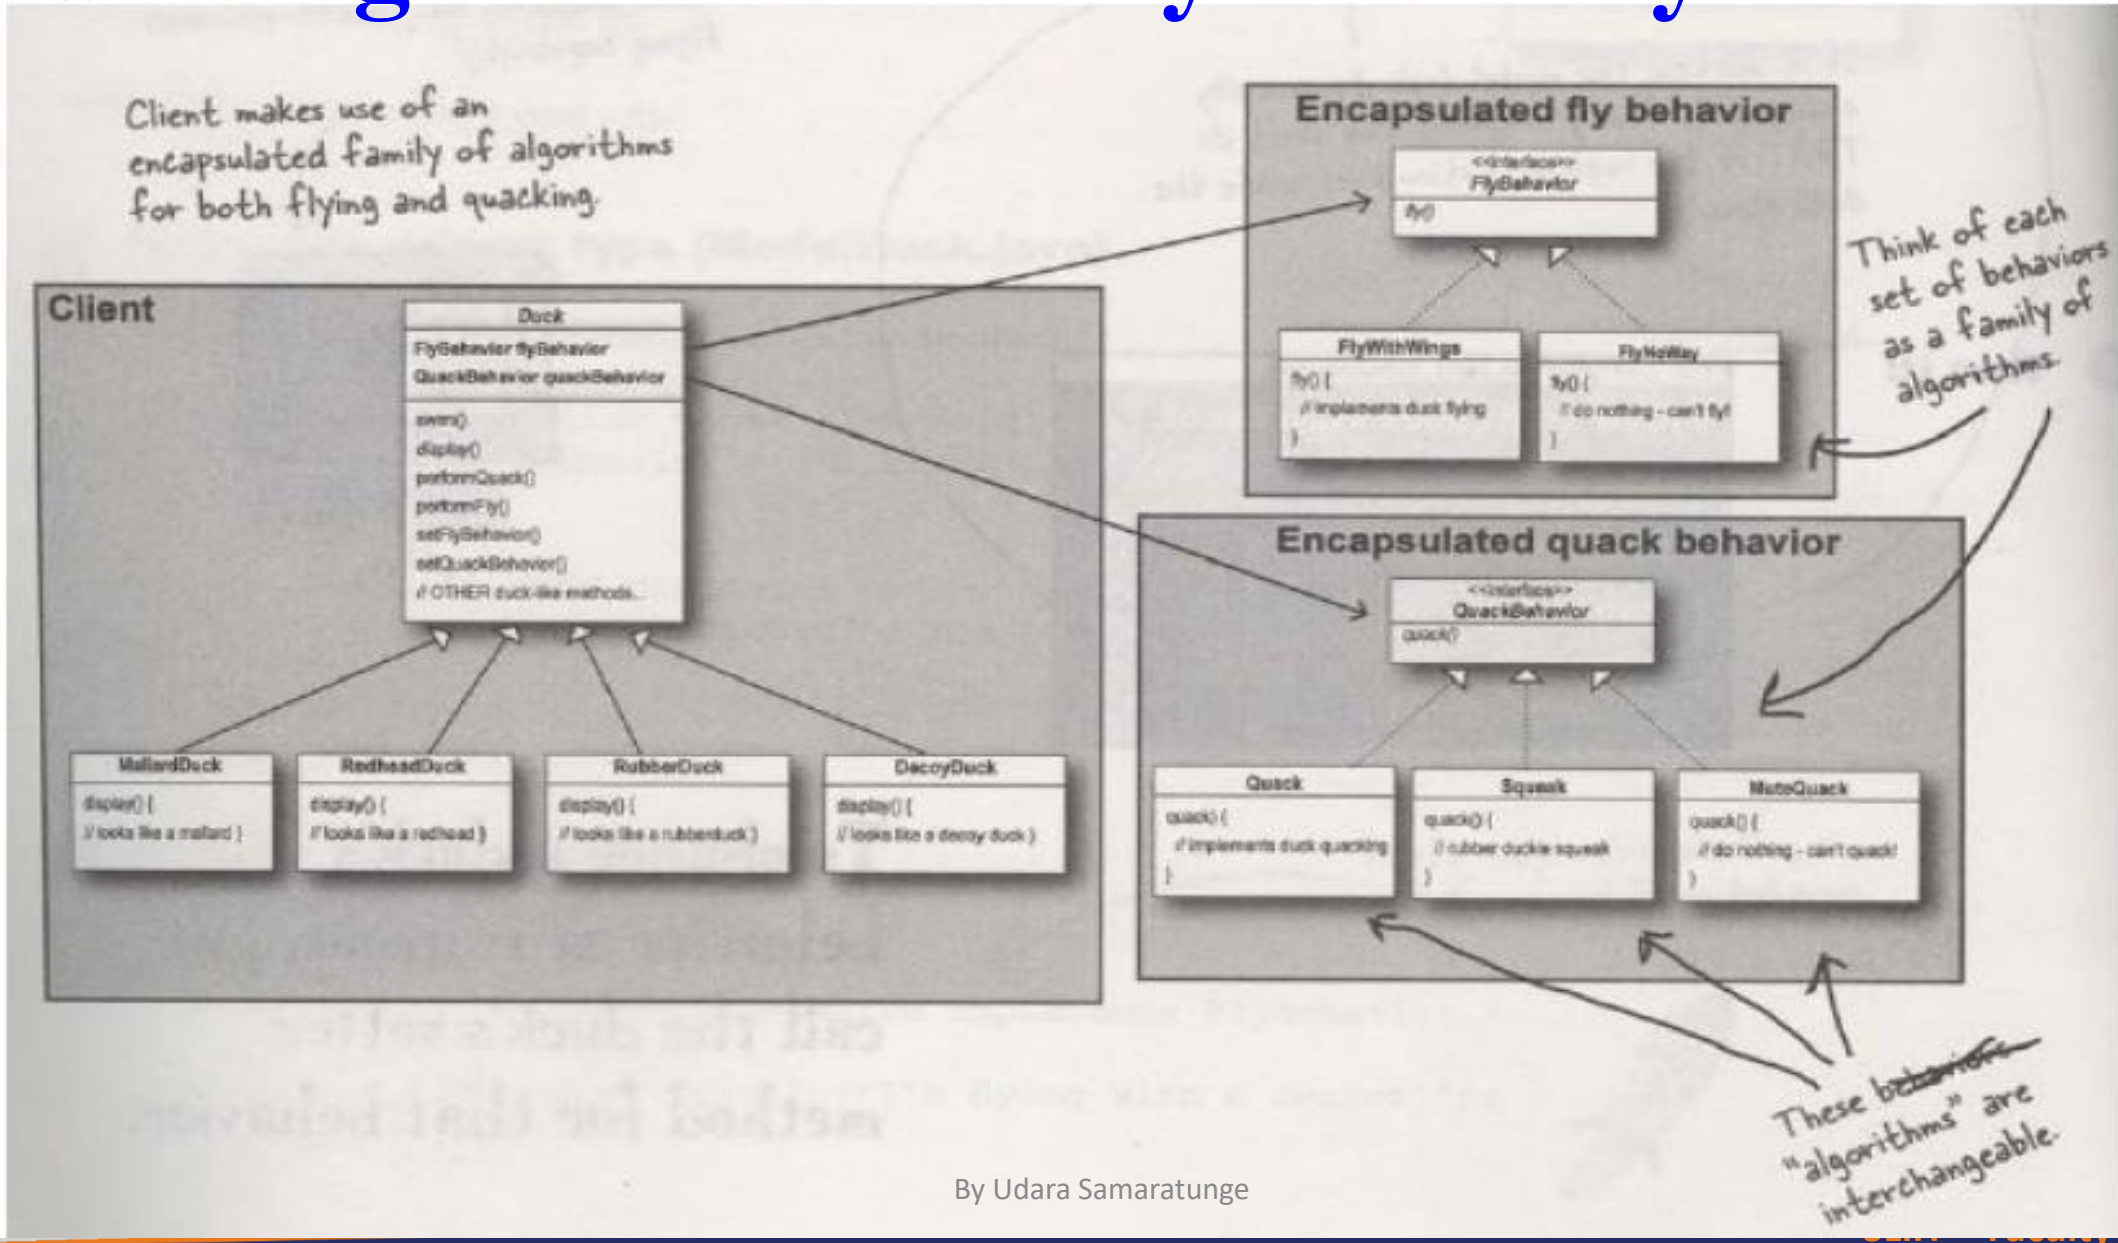 Client makes use of an
encapsulated family of algorithms
for both flying and quacking.
Client
Duck
FlyBehavior flyBehavior
QuackBehavior quackBehavior
swim()
display()
performQuack()
performFly()
setFlyBehavior()
setQuackBehavior()
// OTHER duck-like methods...
MallardDuck
display() {
// looks like a mallard }
RedheadDuck
display() {
// looks like a redhead }
RubberDuck
display() {
// looks like a rubberduck }
DecoyDuck
display() {
// looks like a decoy duck }
Encapsulated fly behavior
<<interface>>
FlyBehavior
fly()
FlyWithWings
fly() {
// implements duck flying
}
FlyNoWay
fly() {
// do nothing - can't fly!
}
Think of each
set of behaviors
as a family of
algorithms.
Encapsulated quack behavior
<<interface>>
QuackBehavior
quack()
Quack
quack() {
// implements duck quacking
}
Squeak
quack() {
// rubber duckie squeak
}
MuteQuack
quack() {
// do nothing - can't quack!
}
These behaviors
"algorithms" are
interchangeable.
By Udara Samaratunge